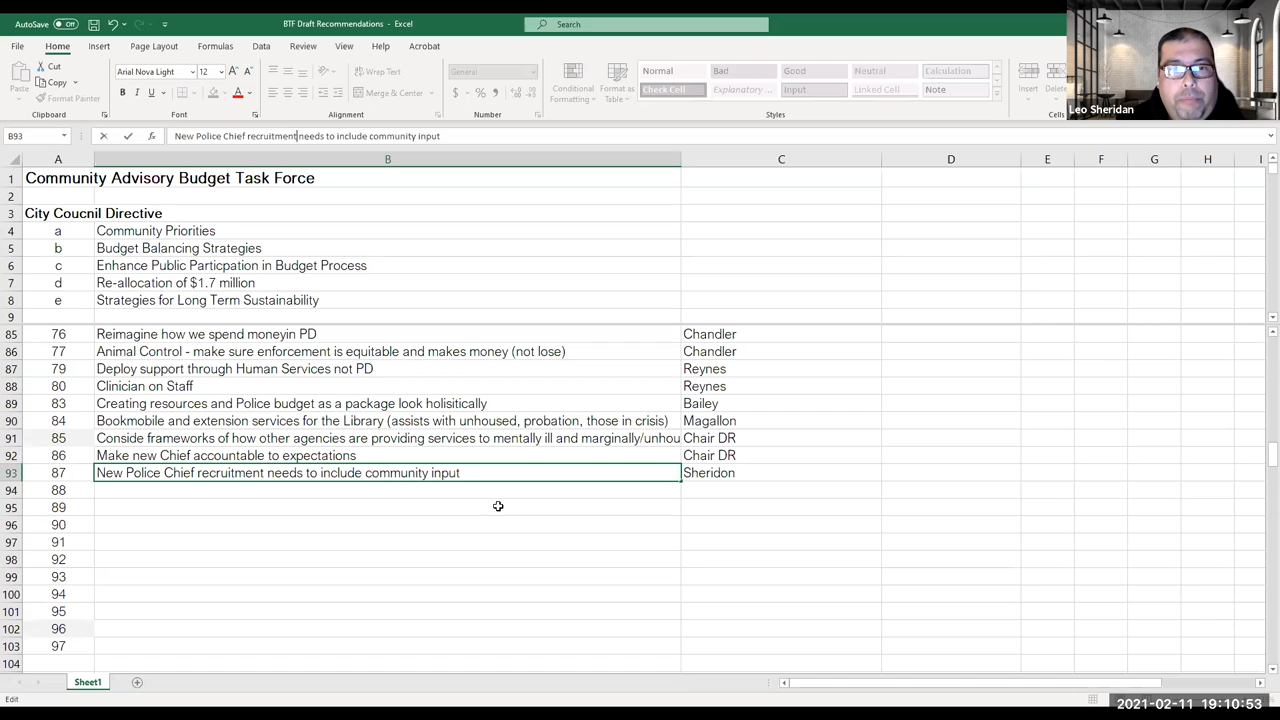 AutoSave Off BTF Draft Recommendations - Excel Search
File Home Insert Page Layout Formulas Data Review View Help Acrobat
Paste Cut Copy Format Painter Clipboard
Arial Nova Light 12 B I U A Font
Wrap Text Merge & Center Alignment
General $ % Number
Conditional Formatting Format as Table Normal Bad Good Neutral Calculation
Check Cell Explanatory ... Input Linked Cell Note Styles
Insert Delete Cells
Leo Sheridan
B93 fx New Police Chief recruitment needs to include community input
A B C D E F G H I
1 Community Advisory Budget Task Force
2
3 City Coucnil Directive
4 a Community Priorities
5 b Budget Balancing Strategies
6 c Enhance Public Particpation in Budget Process
7 d Re-allocation of $1.7 million
8 e Strategies for Long Term Sustainability
9
85 76 Reimagine how we spend moneyin PD Chandler
86 77 Animal Control - make sure enforcement is equitable and makes money (not lose) Chandler
87 79 Deploy support through Human Services not PD Reynes
88 80 Clinician on Staff Reynes
89 83 Creating resources and Police budget as a package look holisitically Bailey
90 84 Bookmobile and extension services for the Library (assists with unhoused, probation, those in crisis) Magallon
91 85 Conside frameworks of how other agencies are providing services to mentally ill and marginally/unhou Chair DR
92 86 Make new Chief accountable to expectations Chair DR
93 87 New Police Chief recruitment needs to include community input Sheridon
94 88
95 89
96 90
97 91
98 92
99 93
100 94
101 95
102 96
103 97
104
Sheet1
Edit
2021-02-11 19:10:53